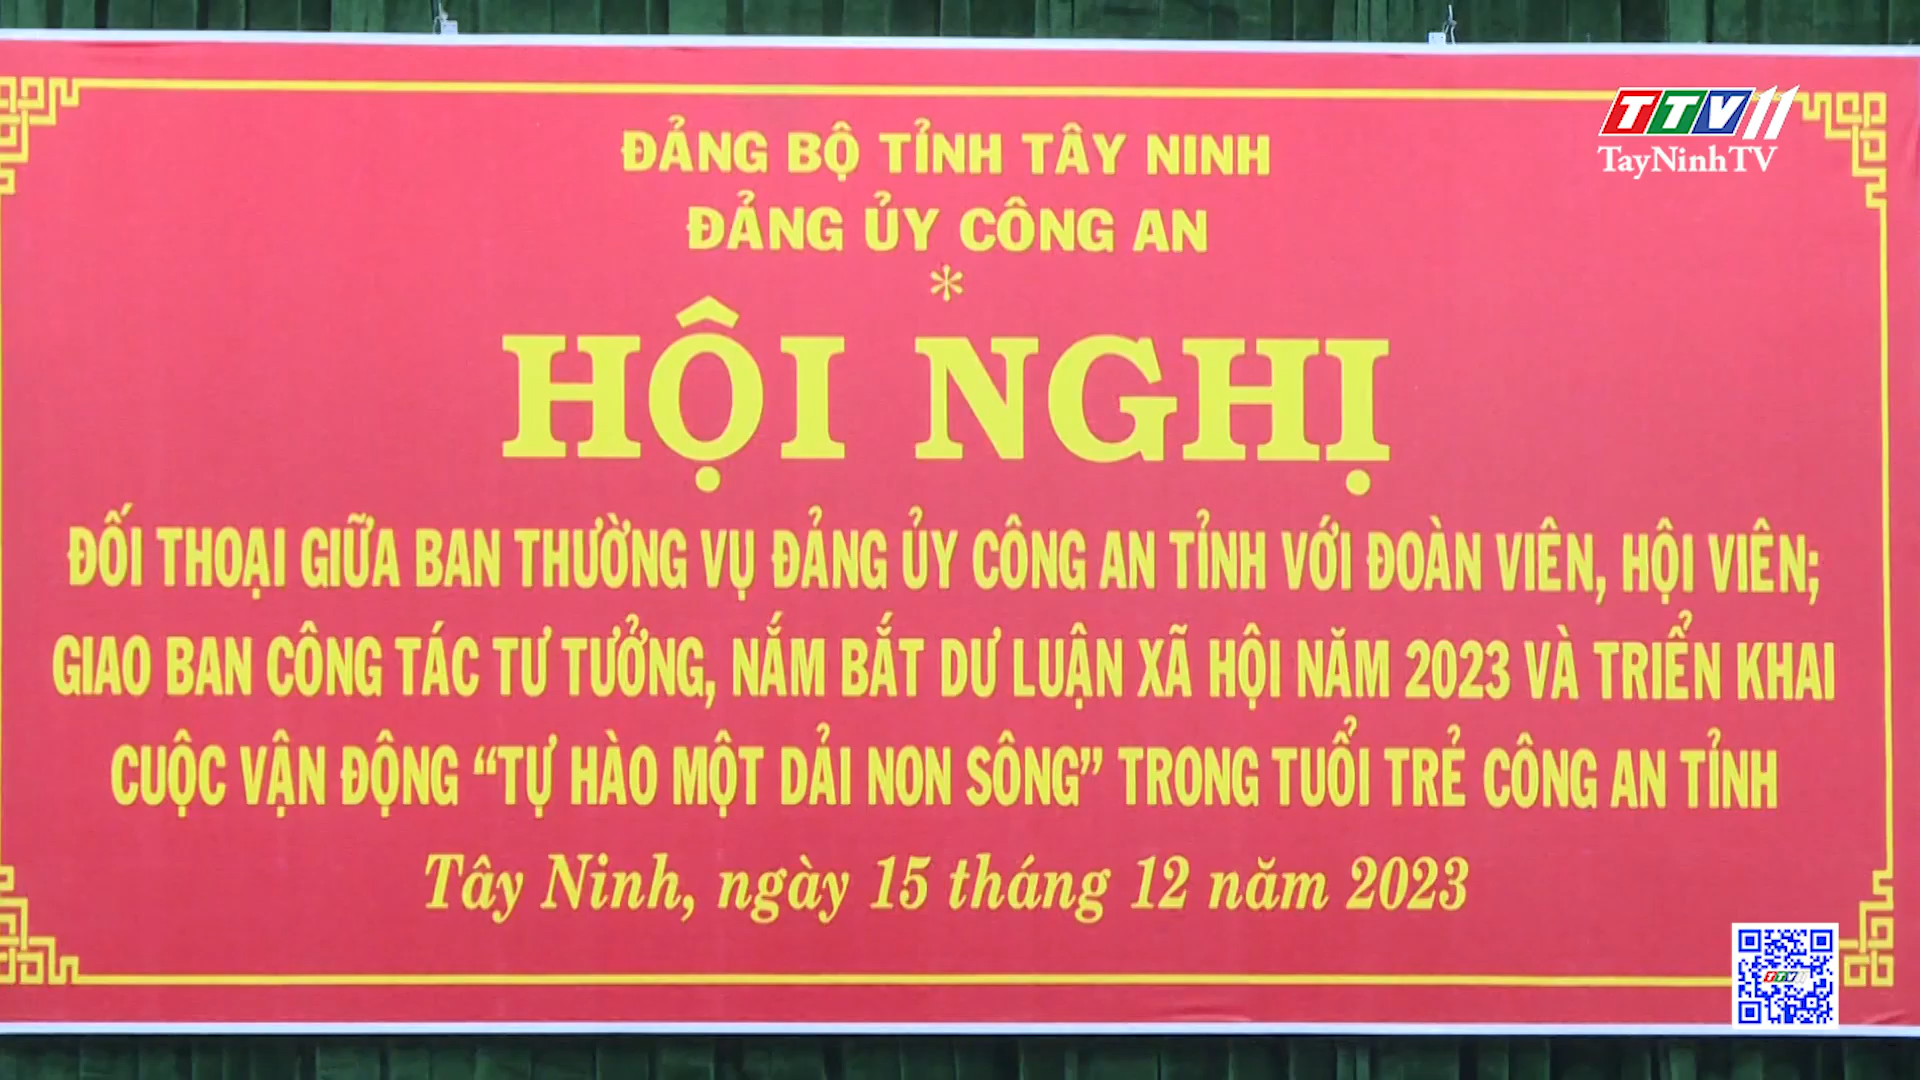 TTV11
TayNinhTV
ĐẢNG BỘ TỈNH TÂY NINH
ĐẢNG ỦY CÔNG AN
*
HỘI NGHỊ
ĐỐI THOẠI GIỮA BAN THƯỜNG VỤ ĐẢNG ỦY CÔNG AN TỈNH VỚI ĐOÀN VIÊN, HỘI VIÊN;
GIAO BAN CÔNG TÁC TƯ TƯỞNG, NẮM BẮT DƯ LUẬN XÃ HỘI NĂM 2023 VÀ TRIỂN KHAI
CUỘC VẬN ĐỘNG “TỰ HÀO MỘT DẢI NON SÔNG” TRONG TUỔI TRẺ CÔNG AN TỈNH
Tây Ninh, ngày 15 tháng 12 năm 2023
TTV11